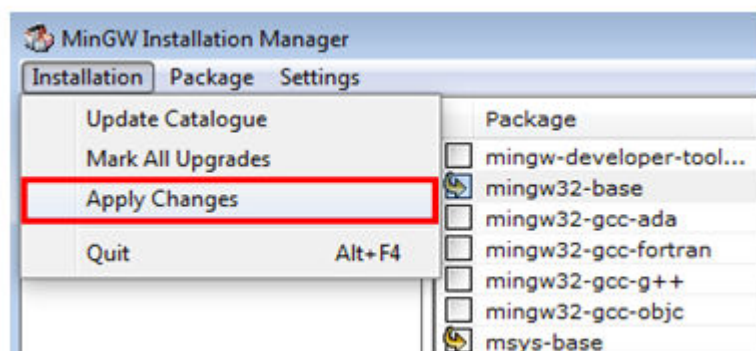 MinGW Installation Manager
Installation Package Settings
Update Catalogue
Mark All Upgrades
Apply Changes
Quit Alt+F4
Package
mingw-developer-tool...
mingw32-base
mingw32-gcc-ada
mingw32-gcc-fortran
mingw32-gcc-g++
mingw32-gcc-objc
msys-base